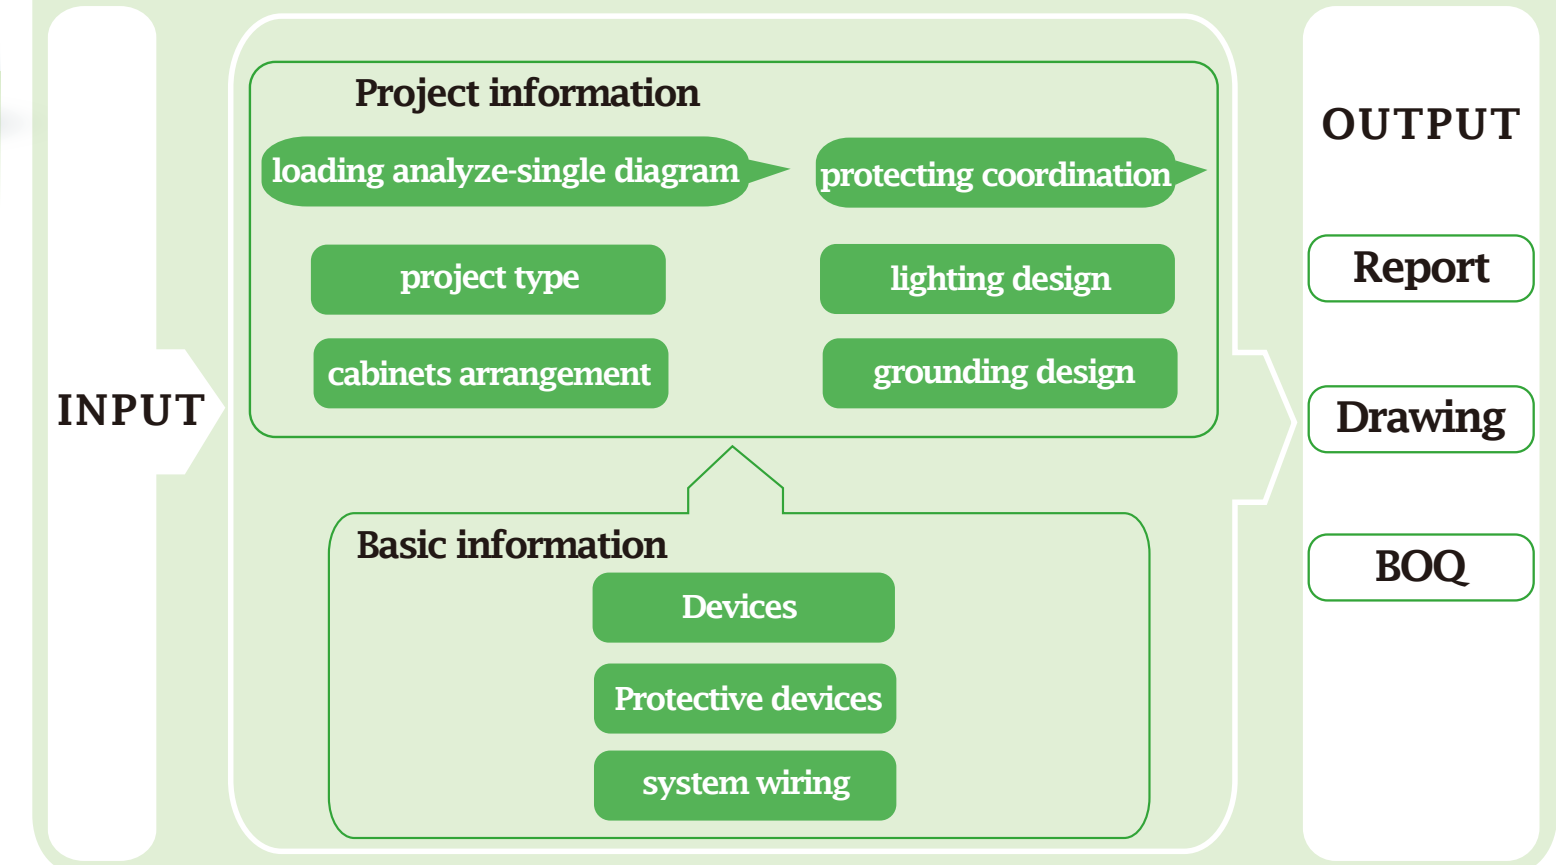 INPUT
Project information
loading analyze-single diagram
protecting coordination
project type
lighting design
cabinets arrangement
grounding design
Basic information
Devices
Protective devices
system wiring
OUTPUT
Report
Drawing
BOQ